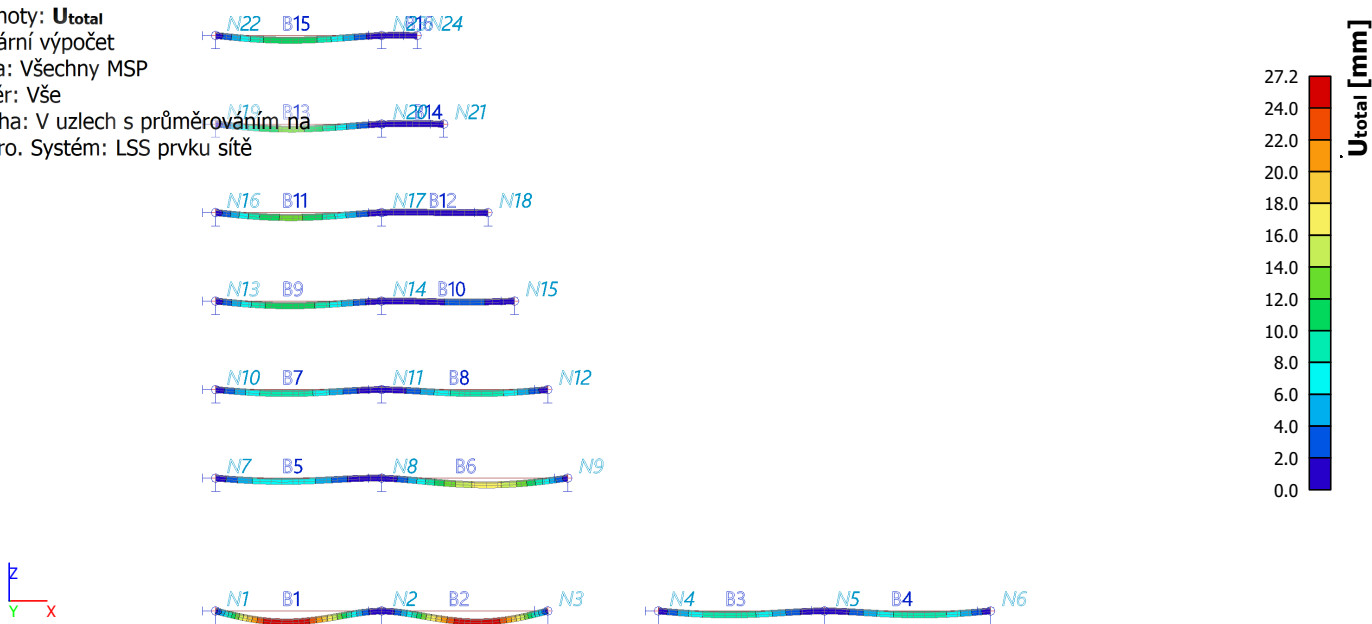 noty: Utotal
ární výpočet
a: Všechny MSP
ěr: Vše
ha: V uzlech s průměrováním na
ro. Systém: LSS prvku sítě
N22 B15 B16 N24
N19 B13 N20 B14 N21
N16 B11 N17 B12 N18
N13 B9 N14 B10 N15
N10 B7 N11 B8 N12
N7 B5 N8 B6 N9
N1 B1 N2 B2 N3 N4 B3 N5 B4 N6
Z
Y X
Utotal [mm]
27.2
24.0
22.0
20.0
18.0
16.0
14.0
12.0
10.0
8.0
6.0
4.0
2.0
0.0